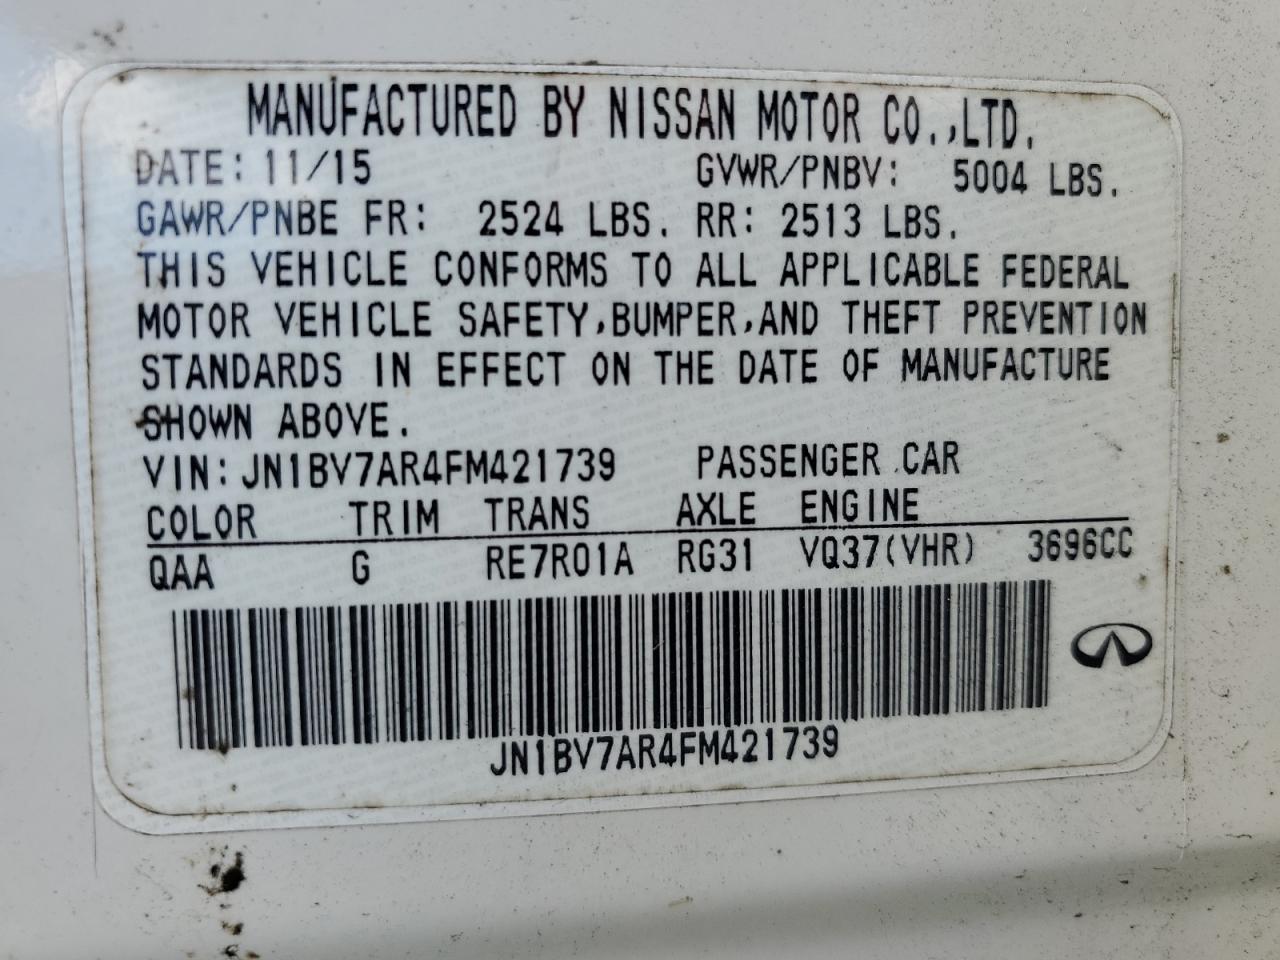 MANUFACTURED BY NISSAN MOTOR CO.,LTD.
DATE: 11/15 GVWR/PNBV: 5004 LBS.
GAWR/PNBE FR: 2524 LBS. RR: 2513 LBS.
THIS VEHICLE CONFORMS TO ALL APPLICABLE FEDERAL
MOTOR VEHICLE SAFETY,BUMPER,AND THEFT PREVENTION
STANDARDS IN EFFECT ON THE DATE OF MANUFACTURE
SHOWN ABOVE.
VIN: JN1BV7AR4FM421739 PASSENGER CAR
COLOR TRIM TRANS AXLE ENGINE
QAA G RE7R01A RG31 VQ37(VHR) 3696CC
JN1BV7AR4FM421739